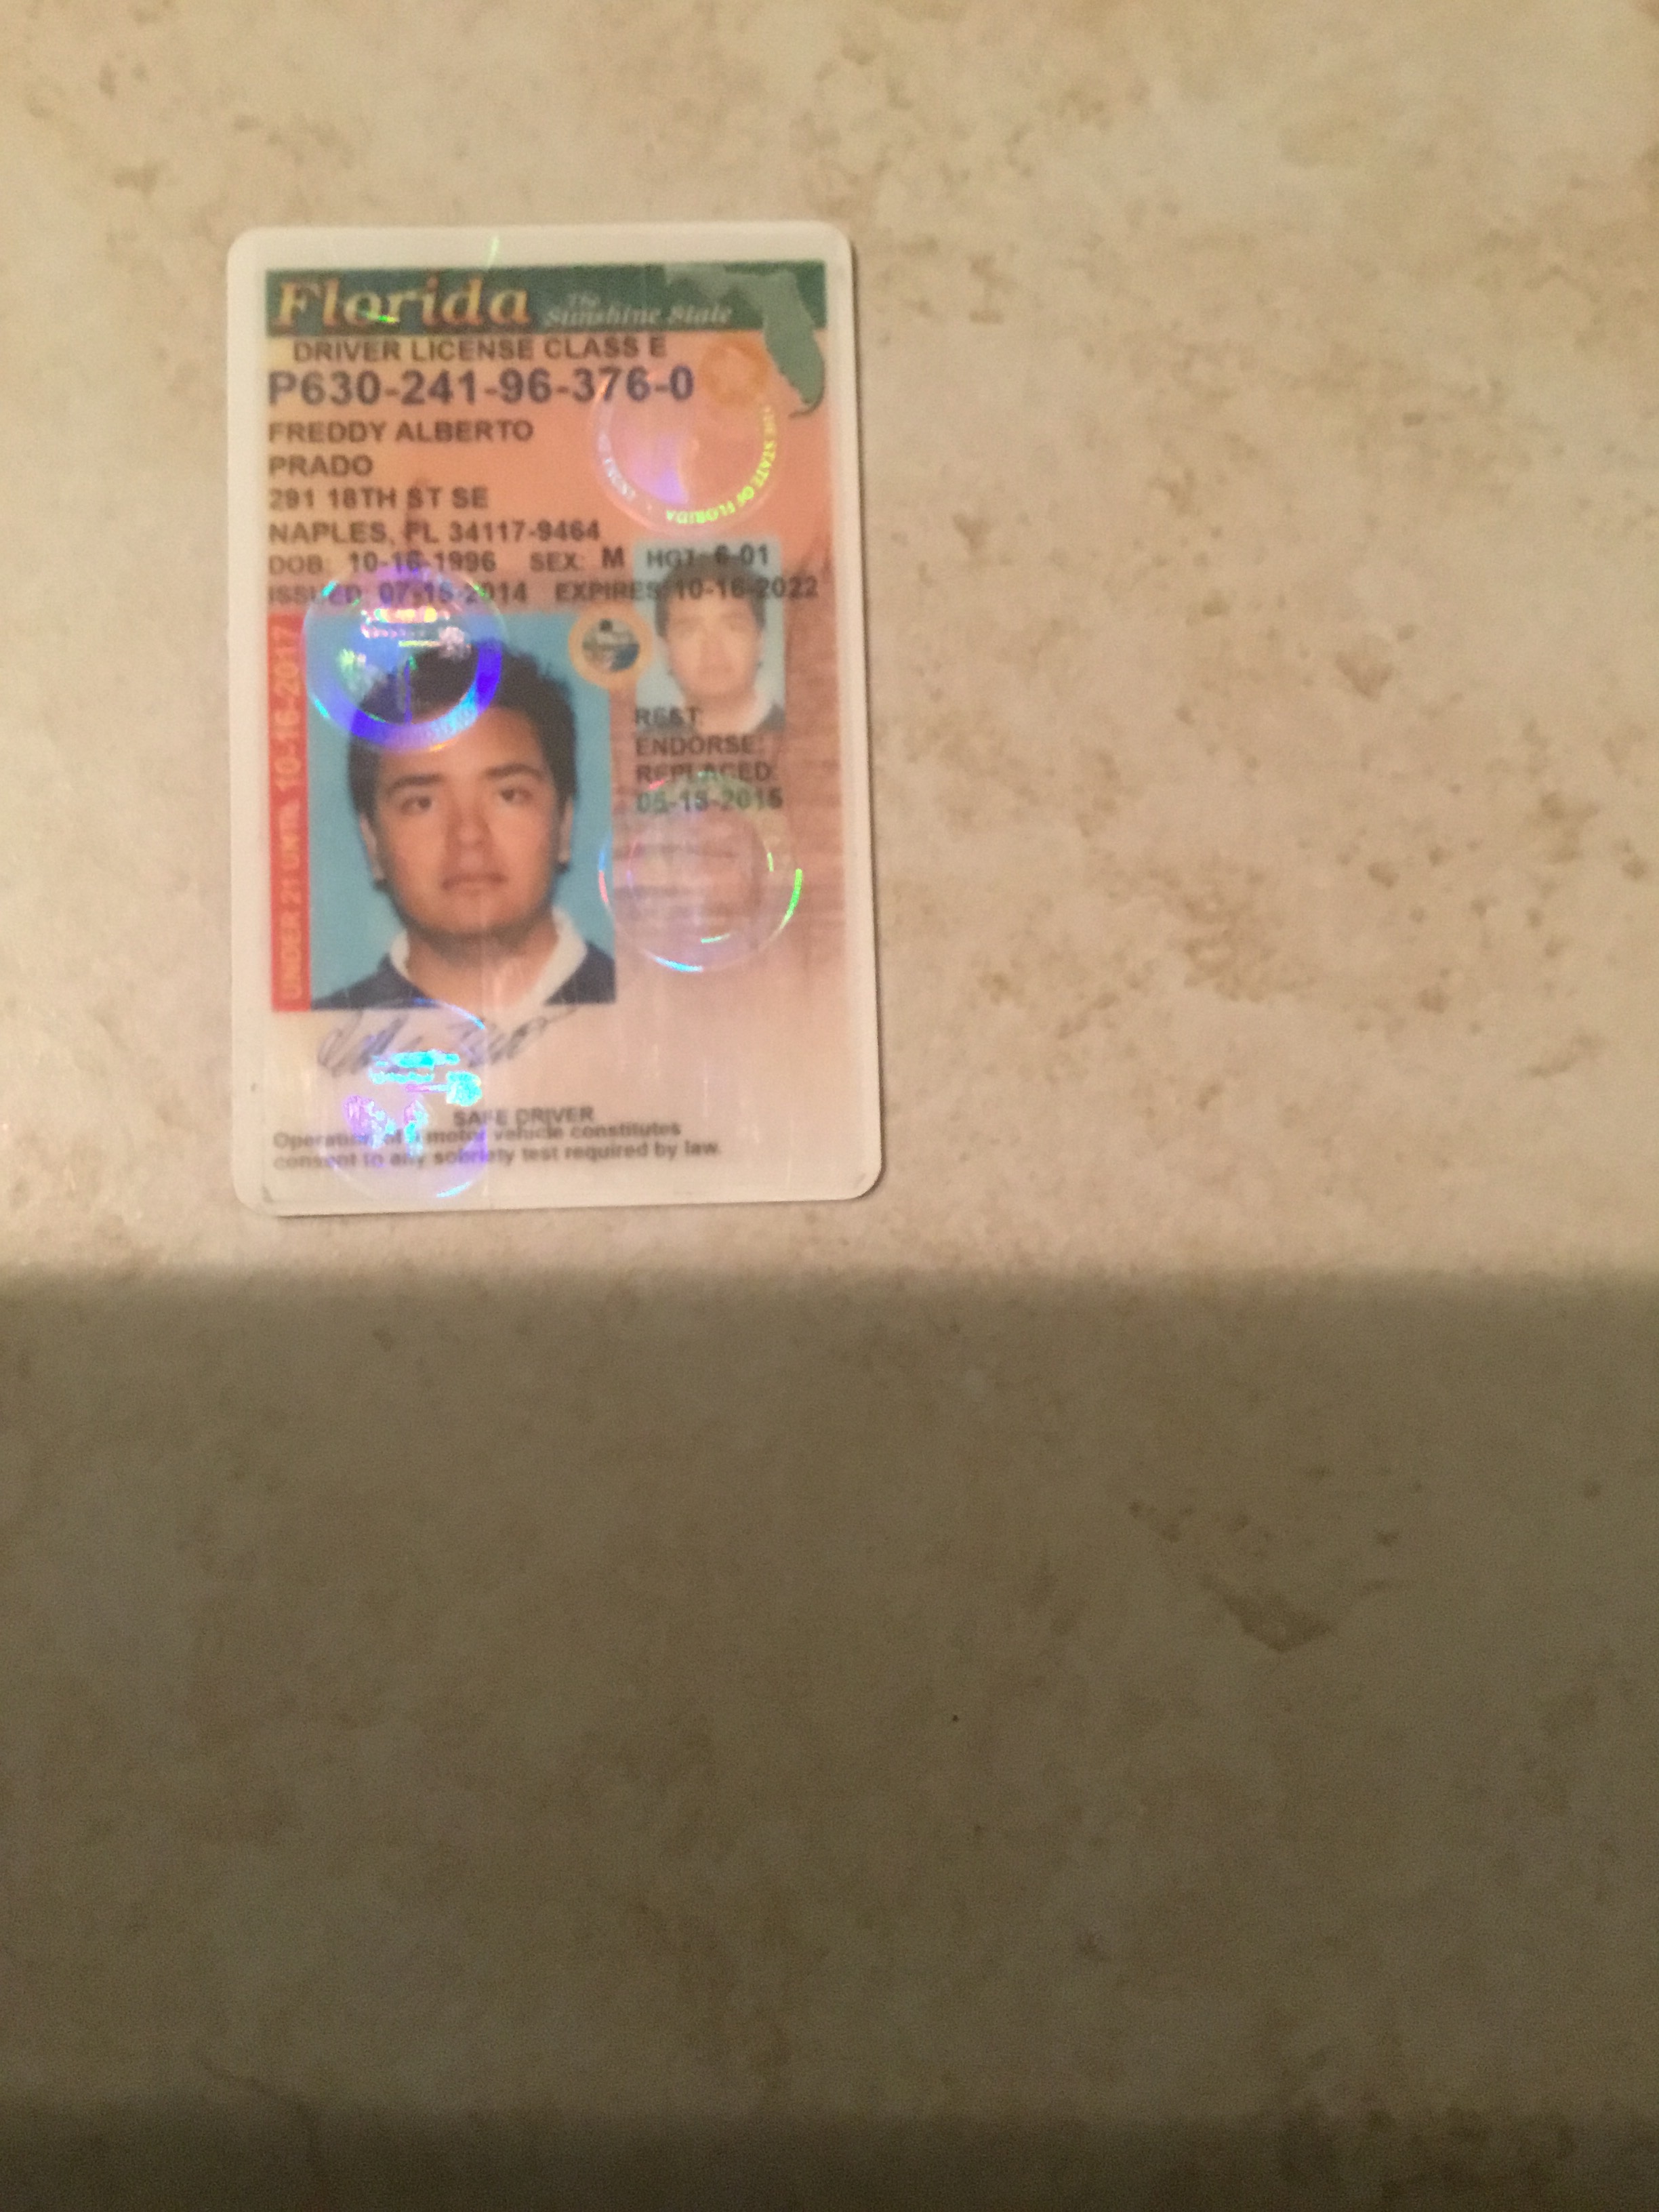 Florida The Sunshine State
DRIVER LICENSE CLASS E
P630-241-96-376-0
FREDDY ALBERTO
PRADO
291 18TH ST SE
NAPLES, FL 34117-9464
DOB: 10-16-1996 SEX: M HGT: 6-01
ISSUED: 07-15-2014 EXPIRES: 10-16-2022
UNDER 21 UNTIL 10-16-2017
REST:
ENDORSE:
REPLACED:
05-15-2015
THE STATE OF FLORIDA
SAFE DRIVER
Operation of a motor vehicle constitutes
consent to any sobriety test required by law.